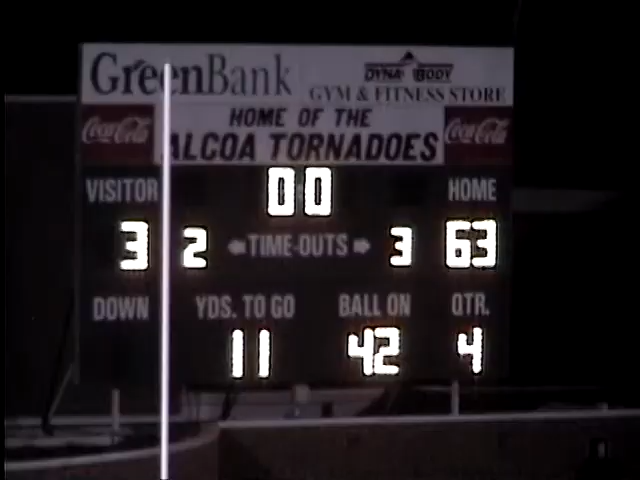 GreenBank
DYNA BODY
GYM & FITNESS STORE
Coca-Cola
HOME OF THE
ALCOA TORNADOES
Coca-Cola
VISITOR
00
HOME
3
2
TIME-OUTS
3
63
DOWN
YDS. TO GO
BALL ON
QTR.
11
42
4